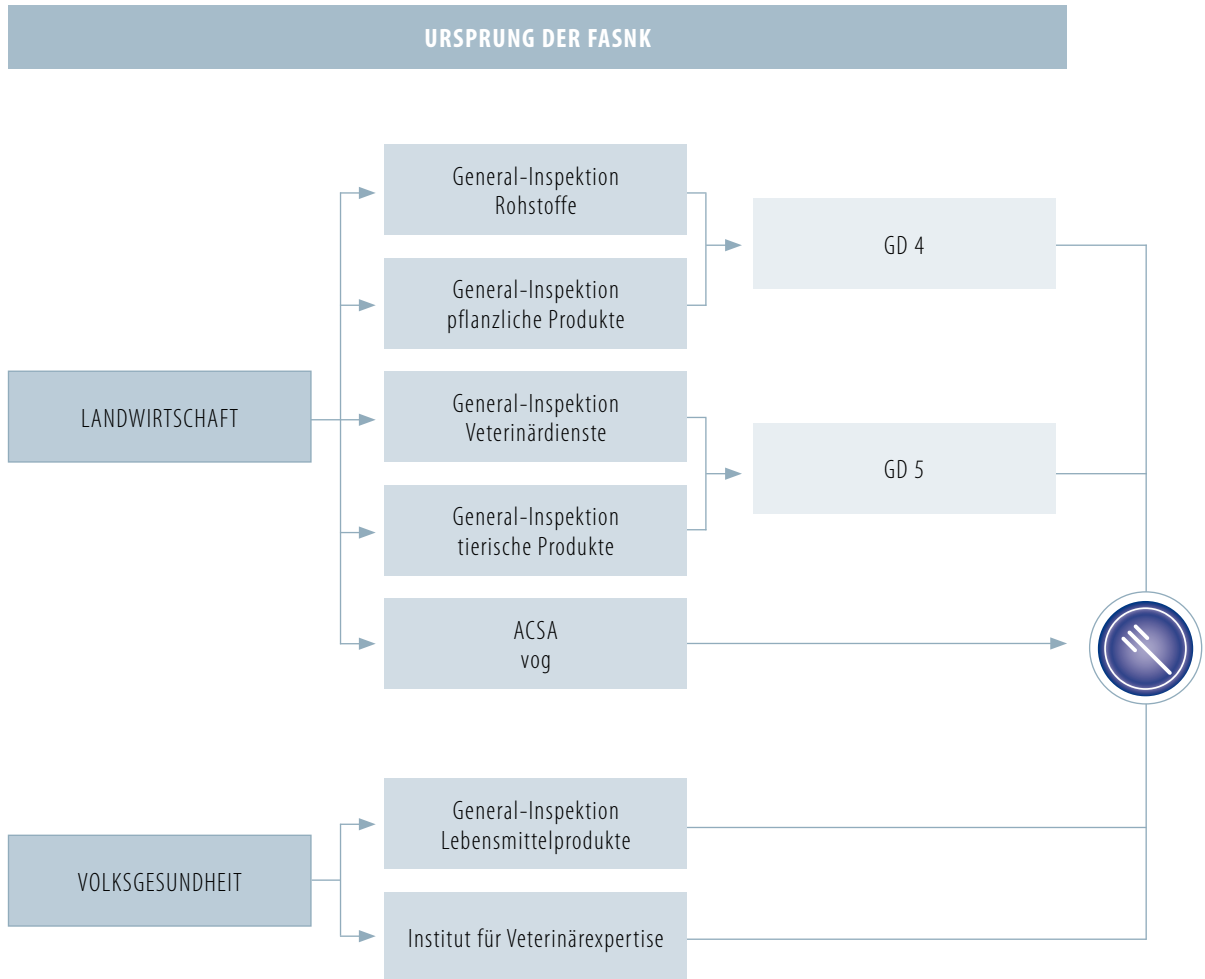 URSPRUNG DER FASNK
General-Inspektion
Rohstoffe
GD 4
General-Inspektion
pflanzliche Produkte
LANDWIRTSCHAFT
General-Inspektion
Veterinärdienste
GD 5
General-Inspektion
tierische Produkte
ACSA
vog
General-Inspektion
Lebensmittelprodukte
VOLKSGESUNDHEIT
Institut für Veterinärexpertise